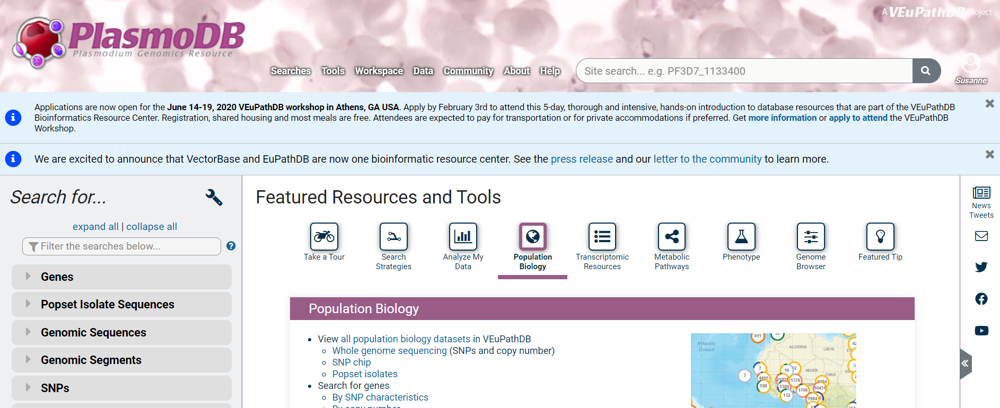 A VEuPathDB Project
PlasmoDB
Plasmodium Genomics Resource
Searches Tools Workspace Data Community About Help
Site search... e.g. PF3D7_1133400
Susanne
Applications are now open for the June 14-19, 2020 VEuPathDB workshop in Athens, GA USA. Apply by February 3rd to attend this 5-day, thorough and intensive, hands-on introduction to database resources that are part of the VEuPathDB
Bioinformatics Resource Center. Registration, shared housing and most meals are free. Attendees are expected to pay for transportation or for private accommodations if preferred. Get more information or apply to attend the VEuPathDB
Workshop.
We are excited to announce that VectorBase and EuPathDB are now one bioinformatic resource center. See the press release and our letter to the community to learn more.
Search for...
expand all | collapse all
Filter the searches below...
Genes
Popset Isolate Sequences
Genomic Sequences
Genomic Segments
SNPs
Featured Resources and Tools
Take a Tour
Search
Strategies
Analyze My
Data
Population
Biology
Transcriptomic
Resources
Metabolic
Pathways
Phenotype
Genome
Browser
Featured Tip
Population Biology
View all population biology datasets in VEuPathDB
Whole genome sequencing (SNPs and copy number)
SNP chip
Popset isolates
Search for genes
By SNP characteristics
By copy number
611
Atlantic
Ocean
ALGERIA
LIBYA
NIGER
CHAD
7
16
3
4405
21931
1376
598
5388
1708
10431
132
1984
News
Tweets